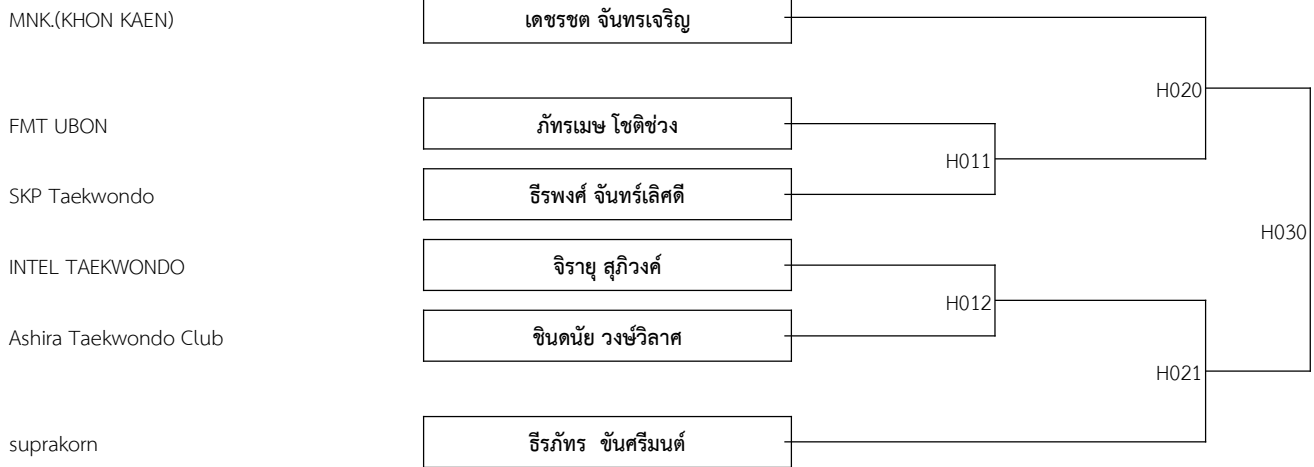 MNK.(KHON KAEN) เดชรชต จันทรเจริญ
H020
FMT UBON ภัทรเมษ โชติช่วง
H011
SKP Taekwondo ธีรพงศ์ จันทร์เลิศดี
H030
INTEL TAEKWONDO จิรายุ สุภิวงค์
H012
Ashira Taekwondo Club ชินดนัย วงษ์วิลาศ
H021
suprakorn ธีรภัทร ขันศรีมนต์